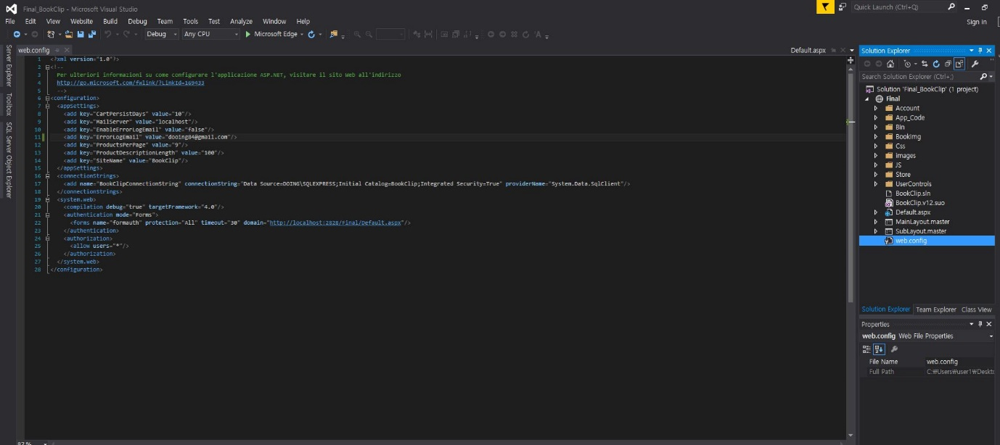 Final_BookClip - Microsoft Visual Studio
Quick Launch (Ctrl+Q)
File Edit View Website Build Debug Team Tools Test Analyze Window Help
Sign in
Debug Any CPU Microsoft Edge
Server Explorer
Toolbox
SQL Server Object Explorer
web.config
Default.aspx
1 <?xml version="1.0"?>
2 <!--
3 Per ulteriori informazioni su come configurare l'applicazione ASP.NET, visitare il sito Web all'indirizzo
4 http://go.microsoft.com/fwlink/?LinkId=169433
5 -->
6 <configuration>
7 <appSettings>
8 <add key="CartPersistDays" value="10"/>
9 <add key="MailServer" value="localhost"/>
10 <add key="EnableErrorLogEmail" value="false"/>
11 <add key="ErrorLogEmail" value="dooing84@gmail.com"/>
12 <add key="ProductsPerPage" value="9"/>
13 <add key="ProductDescriptionLength" value="100"/>
14 <add key="SiteName" value="BookClip"/>
15 </appSettings>
16 <connectionStrings>
17 <add name="BookClipConnectionString" connectionString="Data Source=DOING\SQLEXPRESS;Initial Catalog=BookClip;Integrated Security=True" providerName="System.Data.SqlClient"/>
18 </connectionStrings>
19 <system.web>
20 <compilation debug="true" targetFramework="4.0"/>
21 <authentication mode="Forms">
22 <forms name="formauth" protection="All" timeout="30" domain="http://localhost:2828/Final/Default.aspx"/>
23 </authentication>
24 <authorization>
25 <allow users="*"/>
26 </authorization>
27 </system.web>
28 </configuration>
87 %
Solution Explorer
Search Solution Explorer (Ctrl+;)
Solution 'Final_BookClip' (1 project)
Final
Account
App_Code
Bin
BookImg
Css
images
JS
Store
UserControls
BookClip.sln
BookClip.v12.suo
Default.aspx
MainLayout.master
SubLayout.master
web.config
Solution Explorer Team Explorer Class View
Properties
web.config Web File Properties
File Name web.config
Full Path C:₩Users₩user1₩Deskto